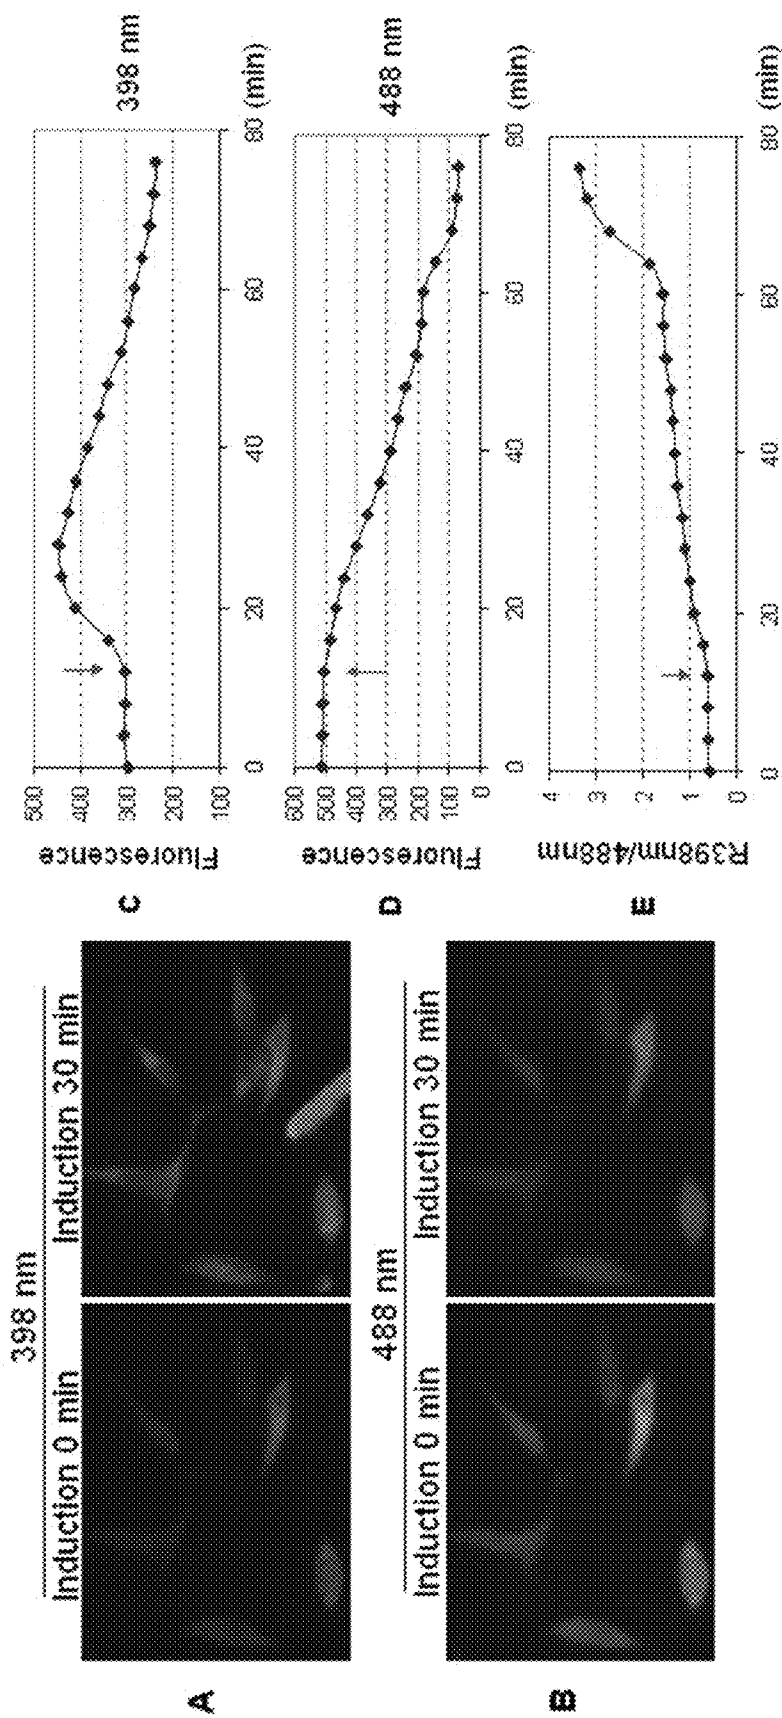 398 nm
Induction 0 min Induction 30 min
A
488 nm
Induction 0 min Induction 30 min
B
C
Fluorescence
500
400
300
200
100
0 20 40 60 80 (min)
398 nm
D
Fluorescence
600
500
400
300
200
100
0
0 20 40 60 80 (min)
488 nm
E
R398nm/488nm
4
3
2
1
0
0 20 40 60 80 (min)